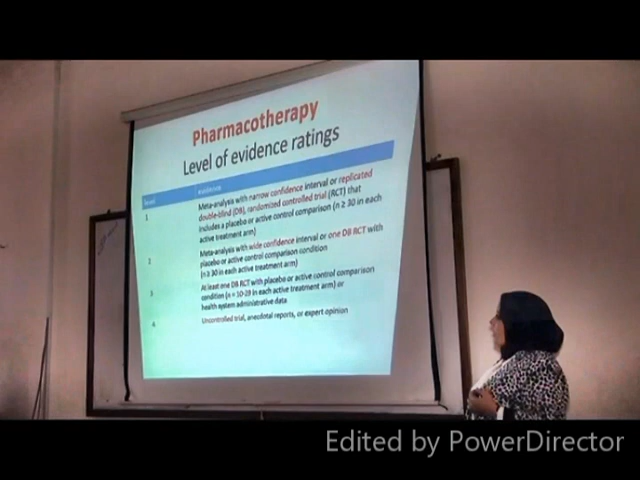 Pharmacotherapy
Level of evidence ratings
level evidence
1 Meta-analysis with narrow confidence interval or replicated
double-blind (DB), randomized controlled trial (RCT) that
includes a placebo or active control comparison (n ≥ 30 in each
active treatment arm)
2 Meta-analysis with wide confidence interval or one DB RCT with
placebo or active control comparison condition
(n ≥ 30 in each active treatment arm)
3 At least one DB RCT with placebo or active control comparison
condition (n = 10-29 in each active treatment arm) or
health system administrative data
4 Uncontrolled trial, anecdotal reports, or expert opinion
Edited by PowerDirector